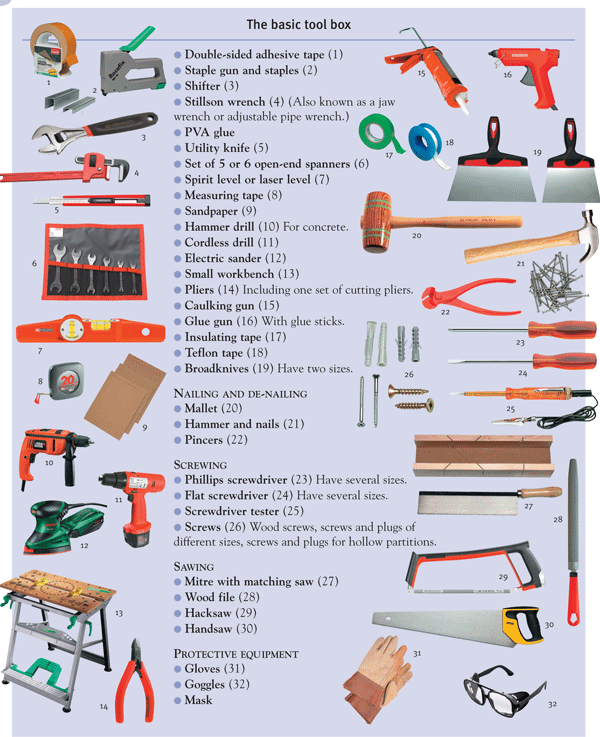 The basic tool box
Double-sided adhesive tape (1)
Staple gun and staples (2)
Shifter (3)
Stillson wrench (4) (Also known as a jaw
wrench or adjustable pipe wrench.)
PVA glue
Utility knife (5)
Set of 5 or 6 open-end spanners (6)
Spirit level or laser level (7)
Measuring tape (8)
Sandpaper (9)
Hammer drill (10) For concrete.
Cordless drill (11)
Electric sander (12)
Small workbench (13)
Pliers (14) Including one set of cutting pliers.
Caulking gun (15)
Glue gun (16) With glue sticks.
Insulating tape (17)
Teflon tape (18)
Broadknives (19) Have two sizes.
NAILING AND DE-NAILING
Mallet (20)
Hammer and nails (21)
Pincers (22)
SCREWING
Phillips screwdriver (23) Have several sizes.
Flat screwdriver (24) Have several sizes.
Screwdriver tester (25)
Screws (26) Wood screws, screws and plugs of
different sizes, screws and plugs for hollow partitions.
SAWING
Mitre with matching saw (27)
Wood file (28)
Hacksaw (29)
Handsaw (30)
PROTECTIVE EQUIPMENT
Gloves (31)
Goggles (32)
Mask
1
2
3
4
5
6
7
8
20
9
10
11
12
13
14
15
16
17
18
19
20
21
22
23
24
25
26
27
28
29
30
31
32